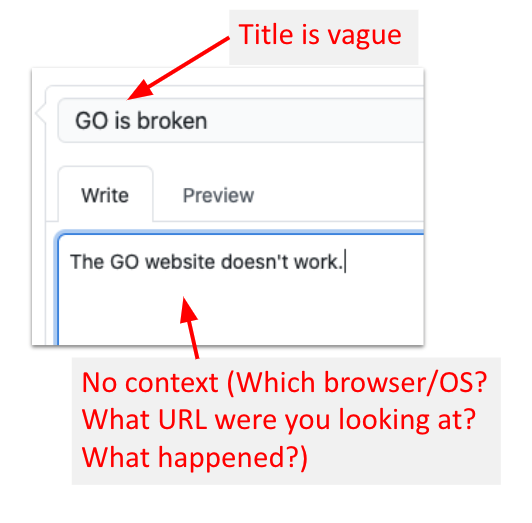 Title is vague
GO is broken
Write Preview
The GO website doesn't work.
No context (Which browser/OS?
What URL were you looking at?
What happened?)